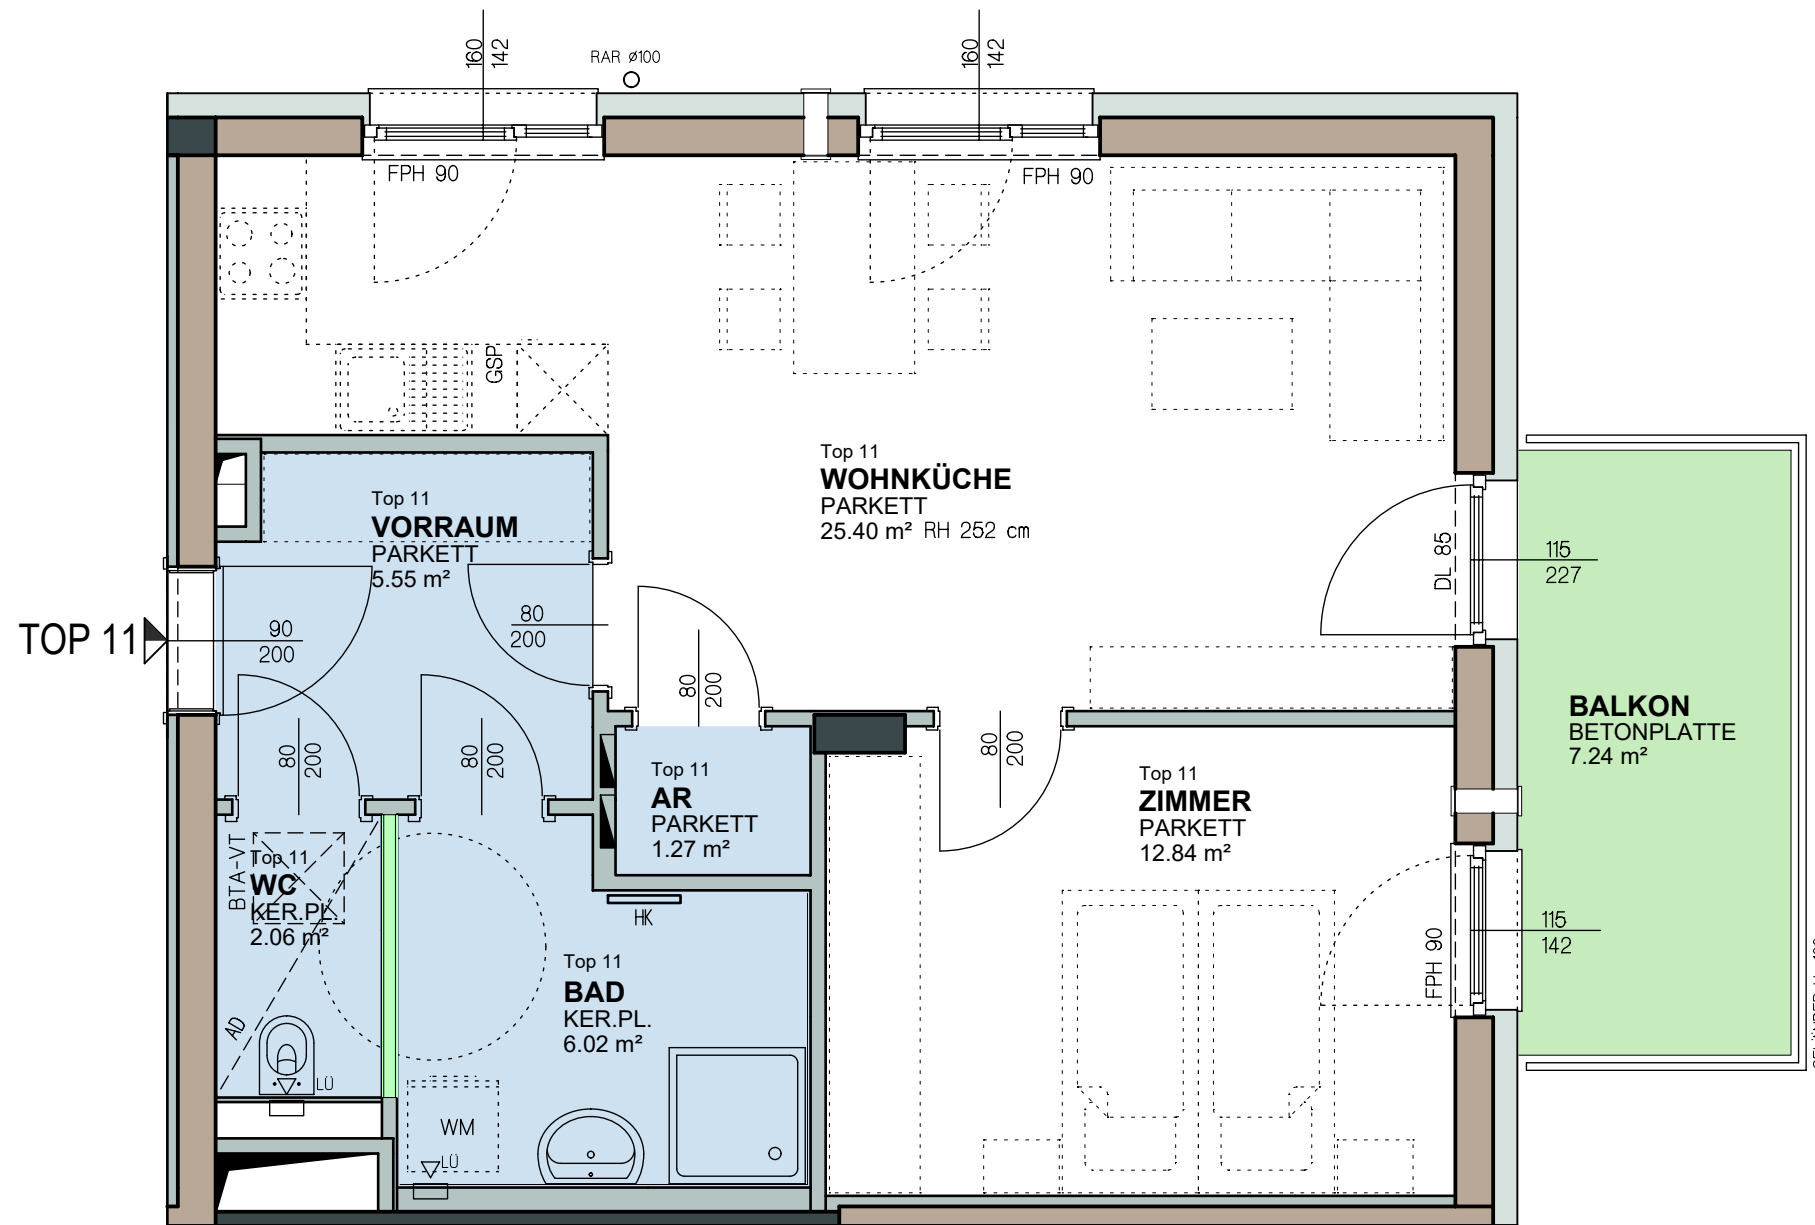 160
142
RAR ø100
160
142
FPH 90
FPH 90
GSP
Top 11
WOHNKÜCHE
PARKETT
25.40 m² RH 252 cm
Top 11
VORRAUM
PARKETT
5.55 m²
DL 85
115
227
TOP 11
90
200
80
200
80
200
80
200
80
200
80
200
BALKON
BETONPLATTE
7.24 m²
Top 11
AR
PARKETT
1.27 m²
Top 11
ZIMMER
PARKETT
12.84 m²
BTA-VT
Top 11
WC
KER.PL.
2.06 m²
HK
FPH 90
115
142
Top 11
BAD
KER.PL.
6.02 m²
AD
LÜ
WM
LÜ